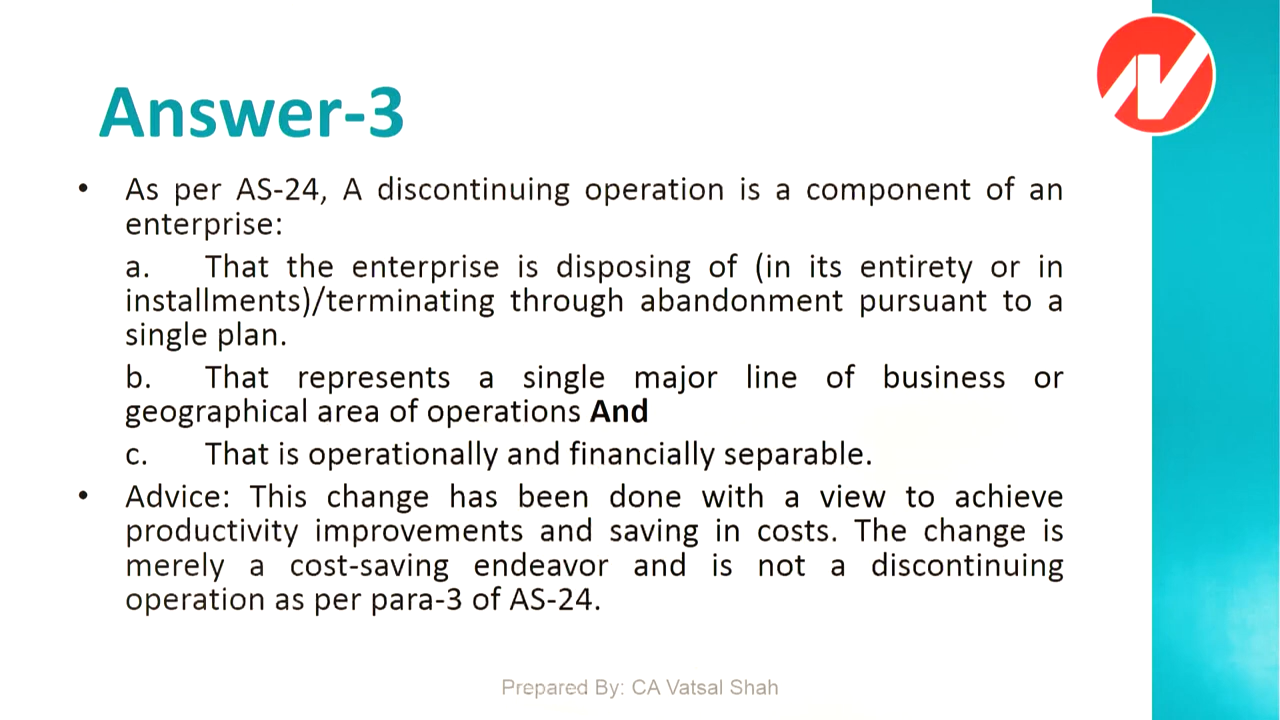 Answer-3
• As per AS-24, A discontinuing operation is a component of an
enterprise:
a. That the enterprise is disposing of (in its entirety or in
installments)/terminating through abandonment pursuant to a
single plan.
b. That represents a single major line of business or
geographical area of operations And
c. That is operationally and financially separable.
• Advice: This change has been done with a view to achieve
productivity improvements and saving in costs. The change is
merely a cost-saving endeavor and is not a discontinuing
operation as per para-3 of AS-24.
Prepared By: CA Vatsal Shah